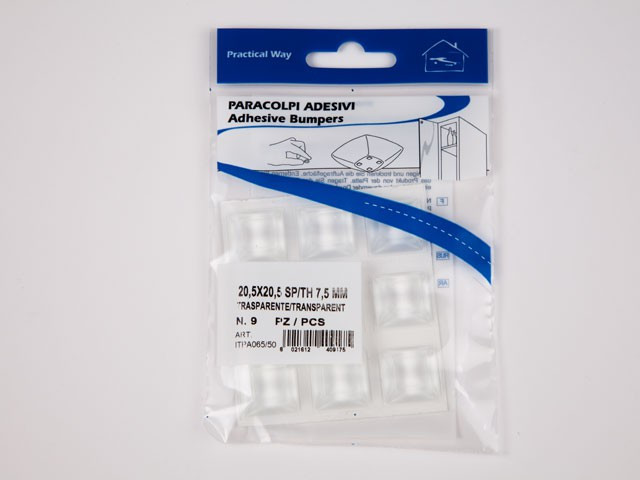 Practical Way
PARACOLPI ADESIVI
Adhesive Bumpers
20,5X20,5 SP/TH 7,5 MM
TRASPARENTE/TRANSPARENT
N. 9 PZ / PCS
ART.
ITPA065/50
8 021612 409175